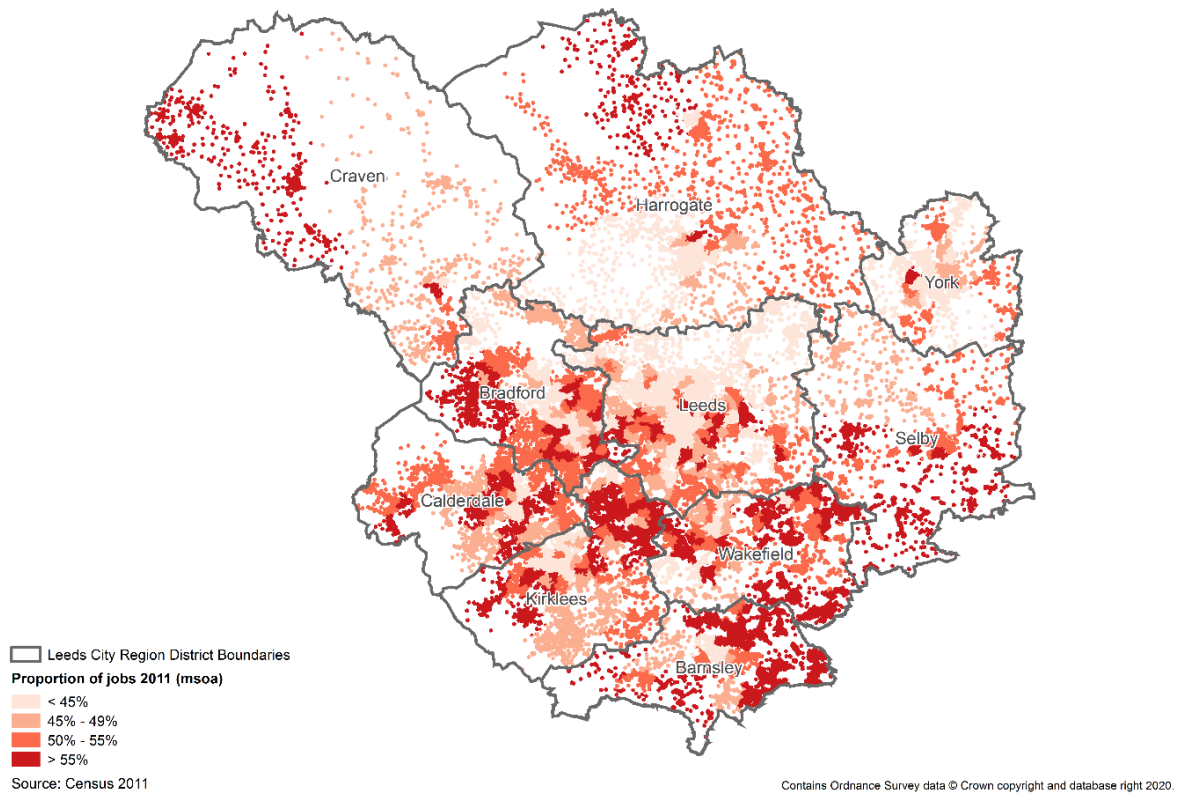 Craven
Harrogate
York
Bradford
Leeds
Selby
Calderdale
Wakefield
Kirklees
Barnsley
Leeds City Region District Boundaries
Proportion of jobs 2011 (msoa)
< 45%
45% - 49%
50% - 55%
> 55%
Source: Census 2011
Contains Ordnance Survey data © Crown copyright and database right 2020.